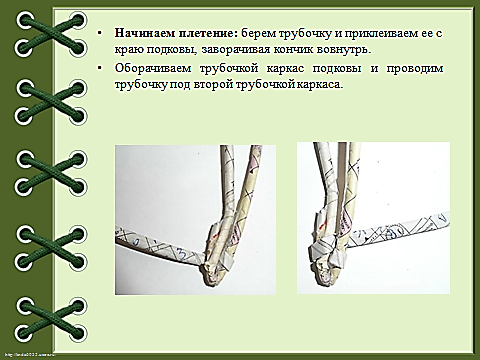 • Начинаем плетение: берем трубочку и приклеиваем ее с
краю подковы, заворачивая кончик вовнутрь.
• Оборачиваем трубочкой каркас подковы и проводим
трубочку под второй трубочкой каркаса.